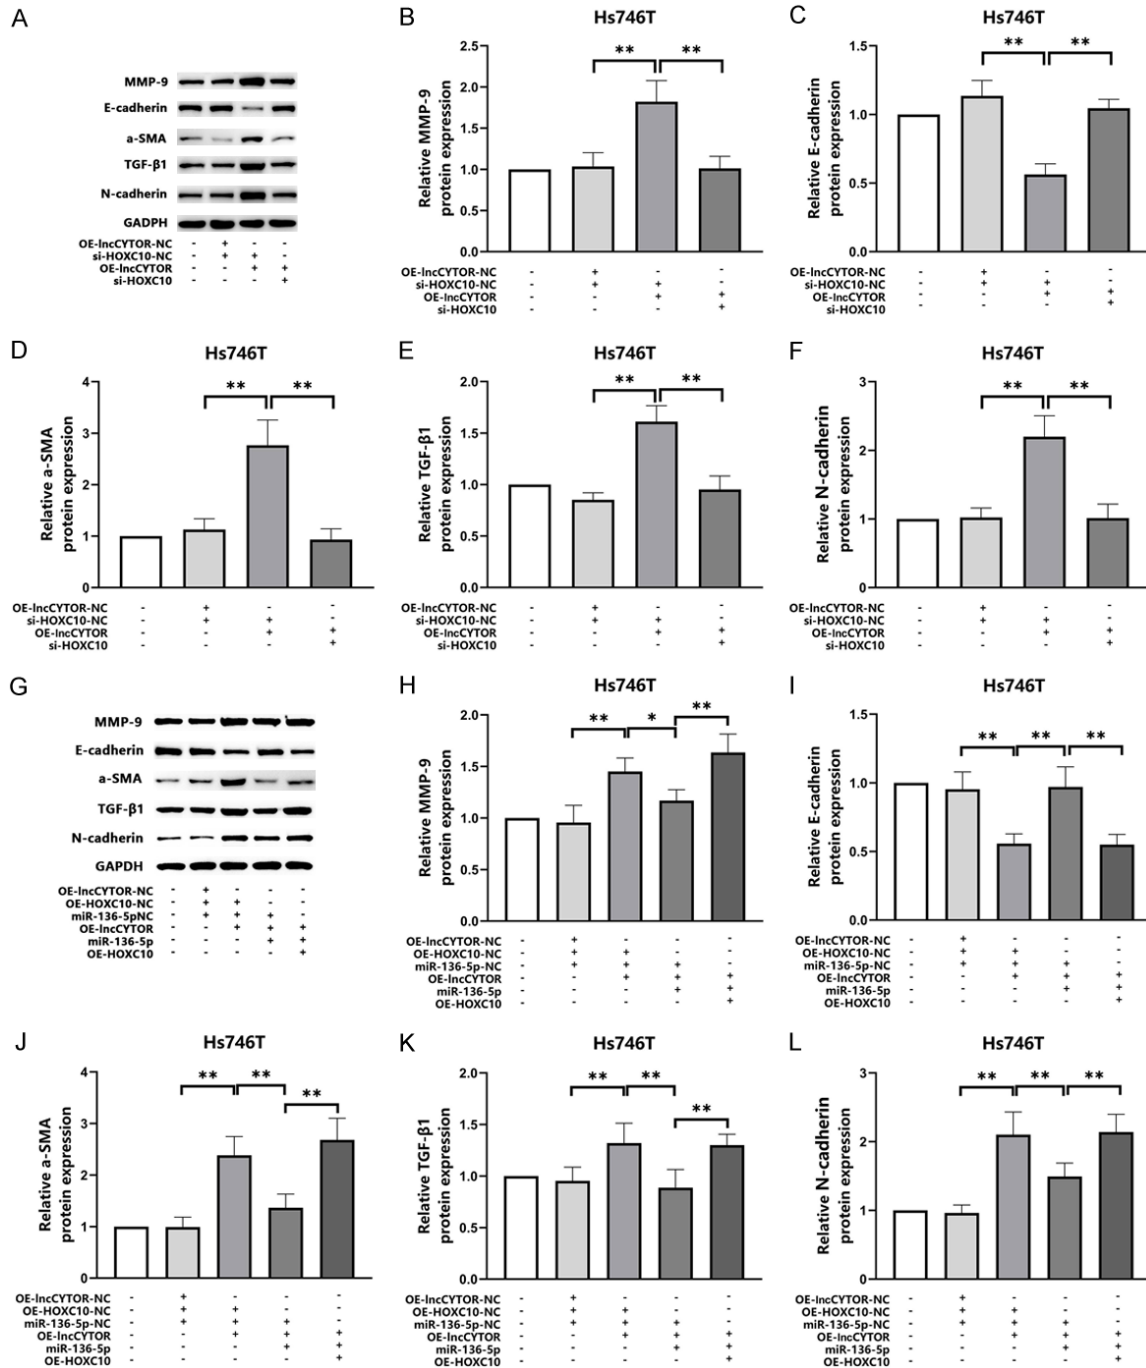 A
MMP-9
E-cadherin
a-SMA
TGF-β1
N-cadherin
GADPH
OE-lncCYTOR-NC - + - -
si-HOXC10-NC - + + -
OE-lncCYTOR - - + +
si-HOXC10 - - - +
B
Hs746T
Relative MMP-9
protein expression
2.5
2.0
1.5
1.0
0.5
0.0
** **
OE-lncCYTOR-NC - + - -
si-HOXC10-NC - + + -
OE-lncCYTOR - - + +
si-HOXC10 - - - +
C
Hs746T
Relative E-cadherin
protein expression
1.5
1.0
0.5
0.0
** **
OE-lncCYTOR-NC - + - -
si-HOXC10-NC - + + -
OE-lncCYTOR - - + +
si-HOXC10 - - - +
D
Hs746T
Relative a-SMA
protein expression
4
3
2
1
0
** **
OE-lncCYTOR-NC - + - -
si-HOXC10-NC - + + -
OE-lncCYTOR - - + +
si-HOXC10 - - - +
E
Hs746T
Relative TGF-β1
protein expression
2.0
1.5
1.0
0.5
0.0
** **
OE-lncCYTOR-NC - + - -
si-HOXC10-NC - + + -
OE-lncCYTOR - - + +
si-HOXC10 - - - +
F
Hs746T
Relative N-cadherin
protein expression
3
2
1
0
** **
OE-lncCYTOR-NC - + - -
si-HOXC10-NC - + + -
OE-lncCYTOR - - + +
si-HOXC10 - - - +
G
MMP-9
E-cadherin
a-SMA
TGF-β1
N-cadherin
GAPDH
OE-lncCYTOR-NC - + - - -
OE-HOXC10-NC - + + - -
miR-136-5pNC - + + + -
OE-lncCYTOR - - + + +
miR-136-5p - - - + +
OE-HOXC10 - - - - +
H
Hs746T
Relative MMP-9
protein expression
2.0
1.5
1.0
0.5
0.0
** * **
OE-lncCYTOR-NC - + - - -
OE-HOXC10-NC - + + - -
miR-136-5p-NC - + + + -
OE-lncCYTOR - - + + +
miR-136-5p - - - + +
OE-HOXC10 - - - - +
I
Hs746T
Relative E-cadherin
protein expression
1.5
1.0
0.5
0.0
** ** **
OE-lncCYTOR-NC - + - - -
OE-HOXC10-NC - + + - -
miR-136-5p-NC - + + + -
OE-lncCYTOR - - + + +
miR-136-5p - - - + +
OE-HOXC10 - - - - +
J
Hs746T
Relative a-SMA
protein expression
4
3
2
1
0
** ** **
OE-lncCYTOR-NC - + - - -
OE-HOXC10-NC - + + - -
miR-136-5p-NC - + + + -
OE-lncCYTOR - - + + +
miR-136-5p - - - + +
OE-HOXC10 - - - - +
K
Hs746T
Relative TGF-β1
protein expression
2.0
1.5
1.0
0.5
0.0
** ** **
OE-lncCYTOR-NC - + - - -
OE-HOXC10-NC - + + - -
miR-136-5p-NC - + + + -
OE-lncCYTOR - - + + +
miR-136-5p - - - + +
OE-HOXC10 - - - - +
L
Hs746T
Relative N-cadherin
protein expression
3
2
1
0
** ** **
OE-lncCYTOR-NC - + - - -
OE-HOXC10-NC - + + - -
miR-136-5p-NC - + + + -
OE-lncCYTOR - - + + +
miR-136-5p - - - + +
OE-HOXC10 - - - - +